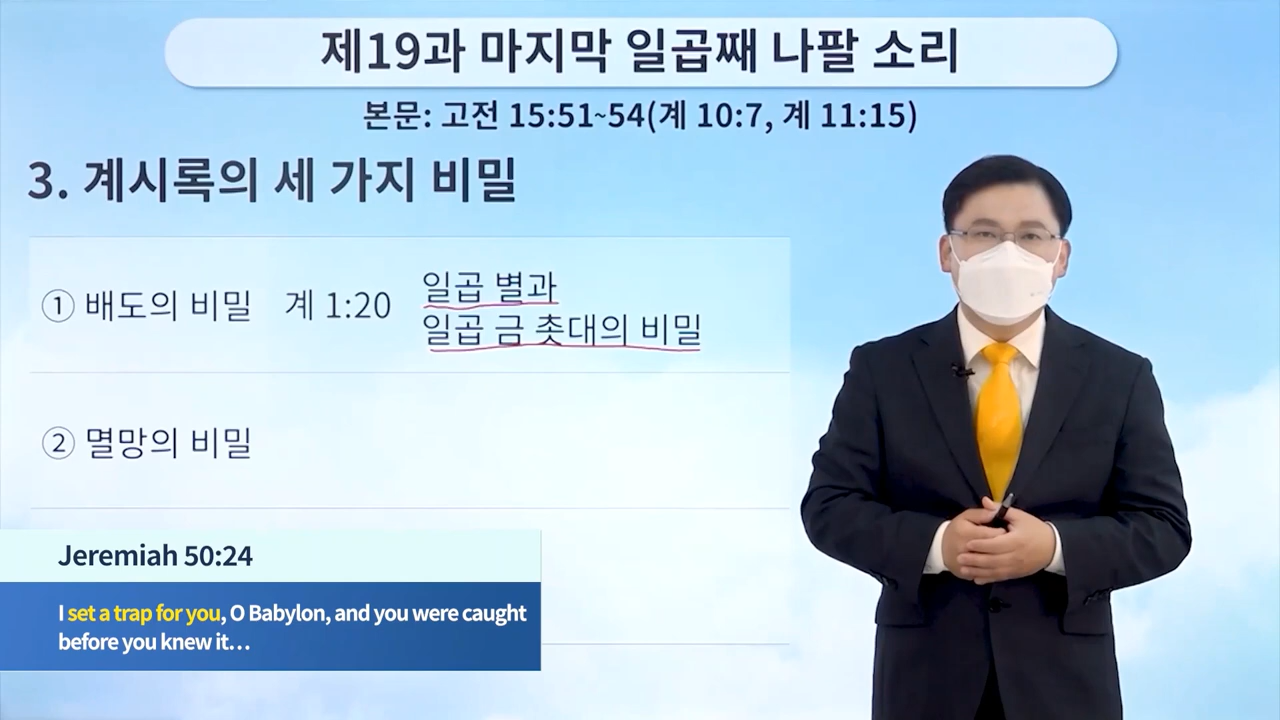 제19과 마지막 일곱째 나팔 소리
본문: 고전 15:51~54(계 10:7, 계 11:15)
3. 계시록의 세 가지 비밀
① 배도의 비밀 계 1:20 일곱 별과
일곱 금 촛대의 비밀
② 멸망의 비밀
Jeremiah 50:24
I set a trap for you, O Babylon, and you were caught
before you knew it…